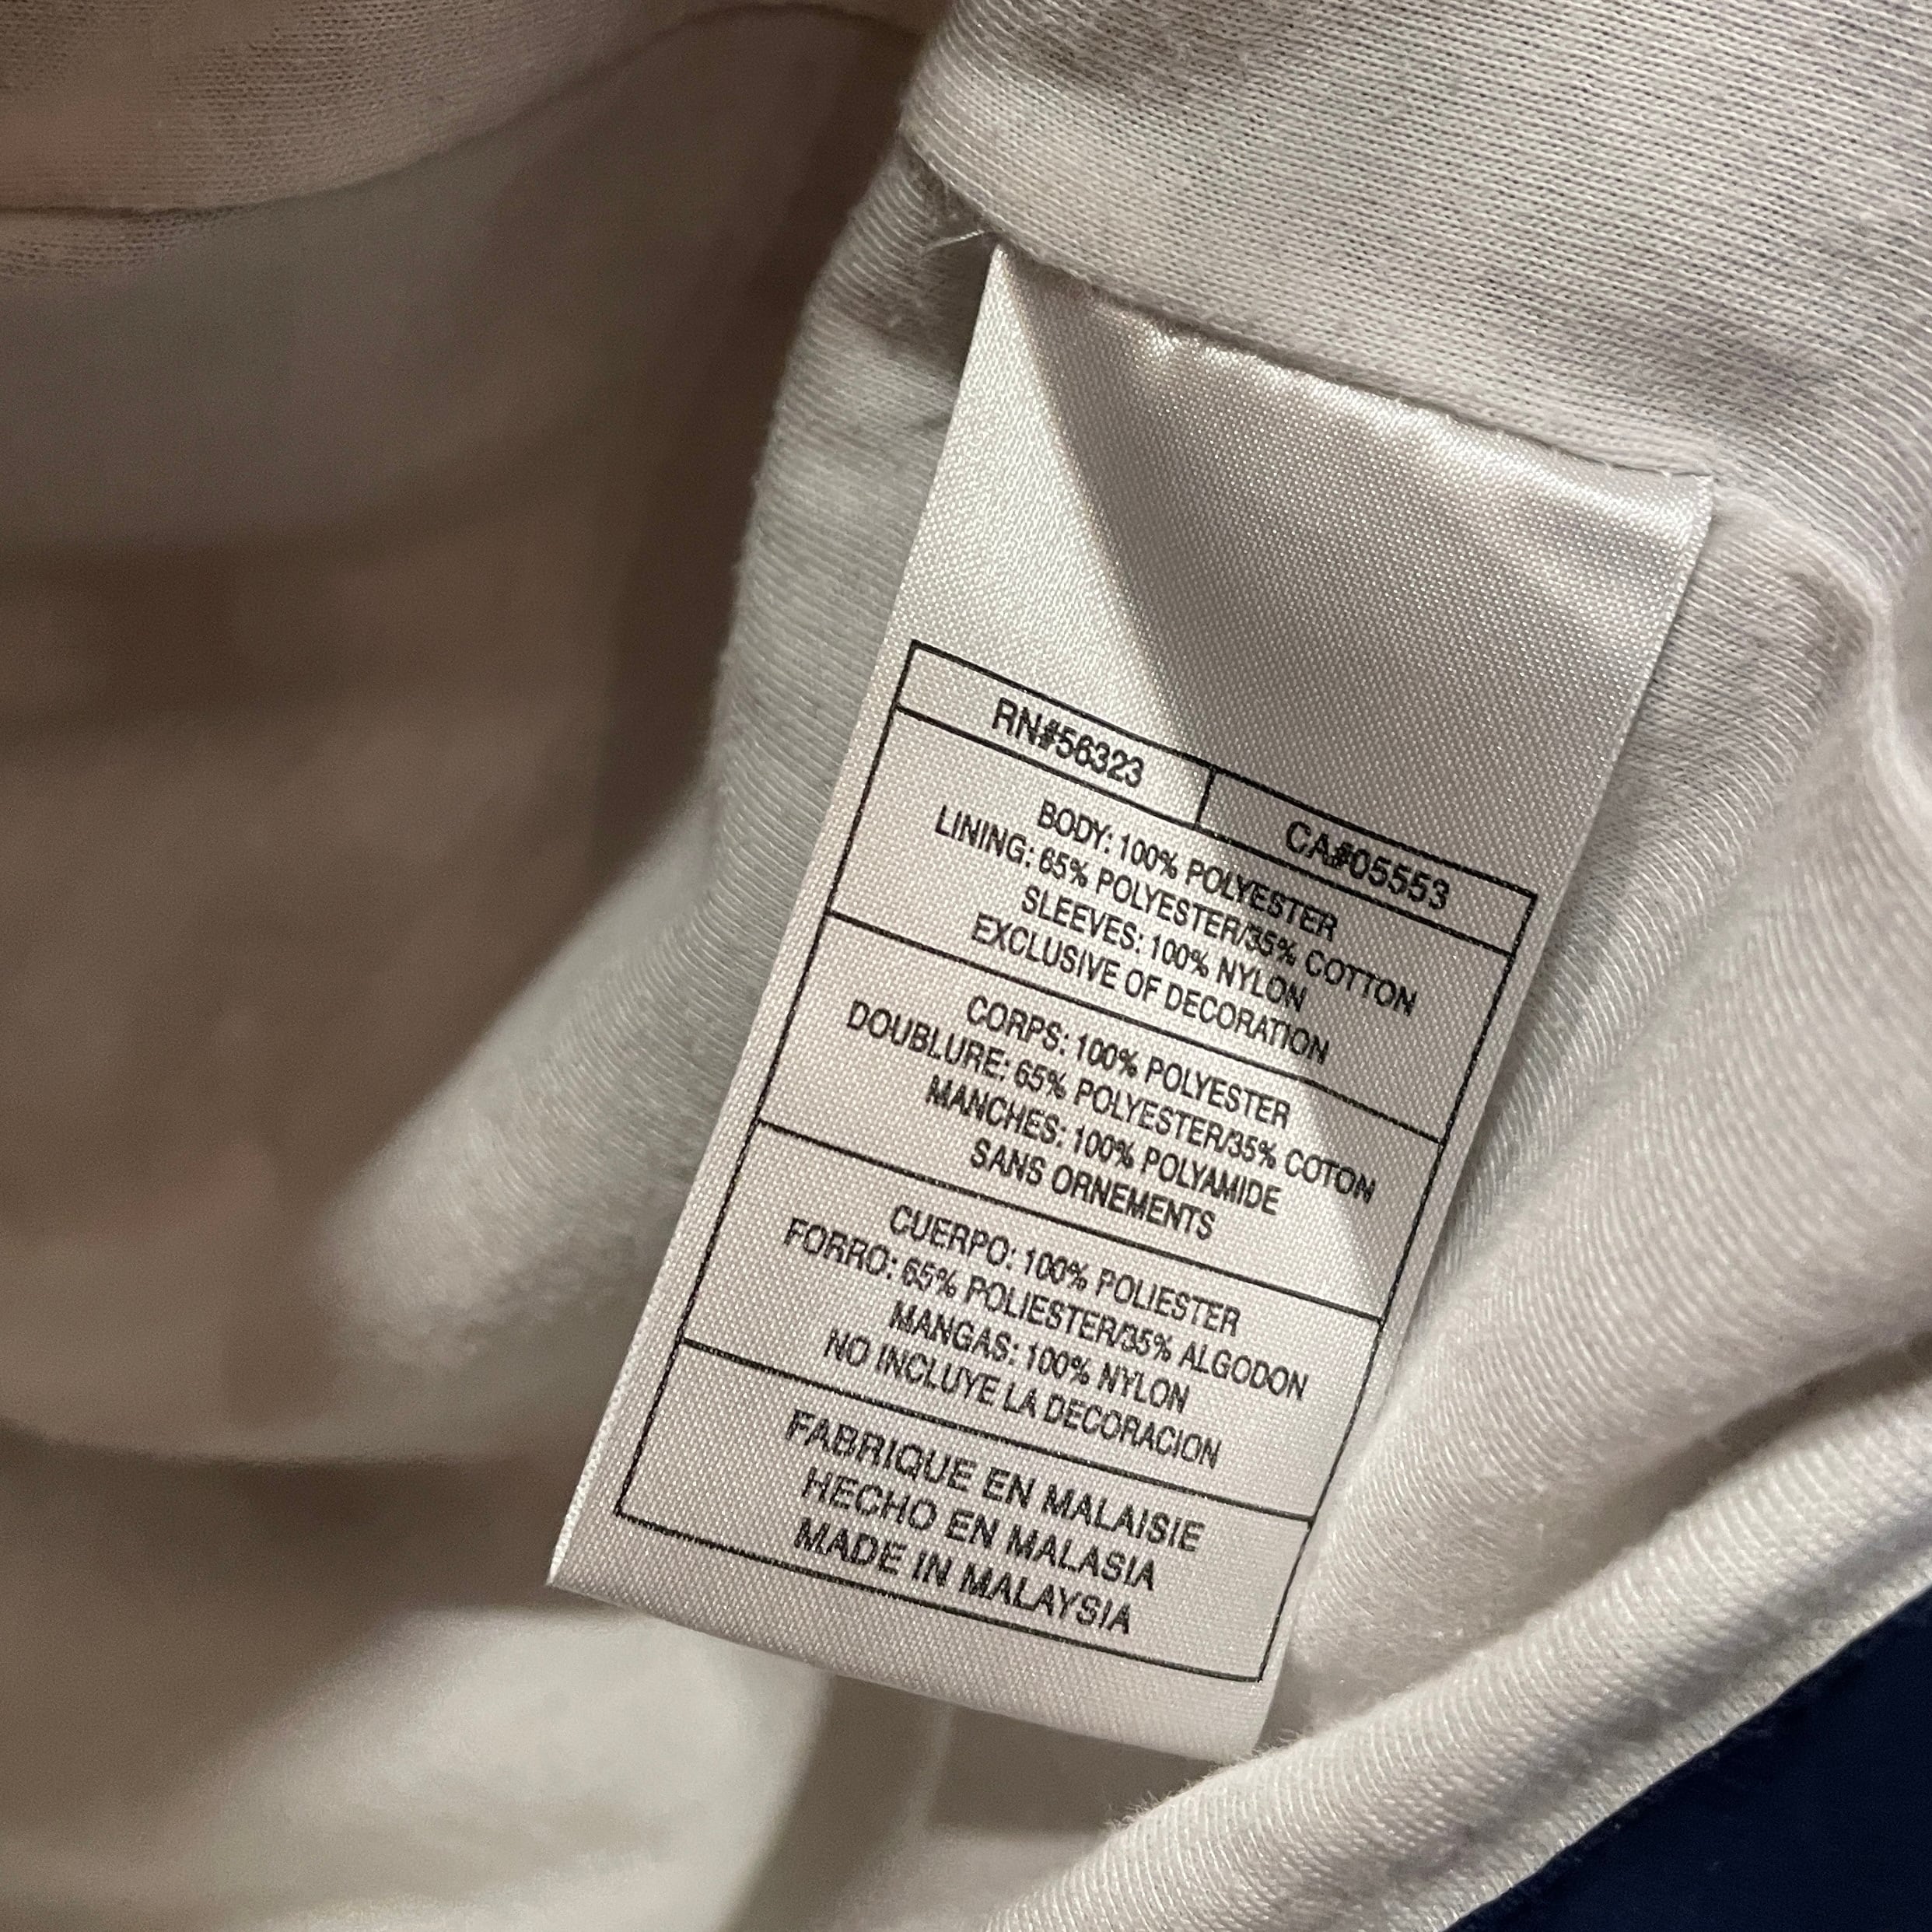 RN#56323 CA#05553
BODY: 100% POLYESTER
LINING: 65% POLYESTER/35% COTTON
SLEEVES: 100% NYLON
EXCLUSIVE OF DECORATION
CORPS: 100% POLYESTER
DOUBLURE: 65% POLYESTER/35% COTON
MANCHES: 100% POLYAMIDE
SANS ORNEMENTS
CUERPO: 100% POLIESTER
FORRO: 65% POLIESTER/35% ALGODON
MANGAS: 100% NYLON
NO INCLUYE LA DECORACION
FABRIQUE EN MALAISIE
HECHO EN MALASIA
MADE IN MALAYSIA